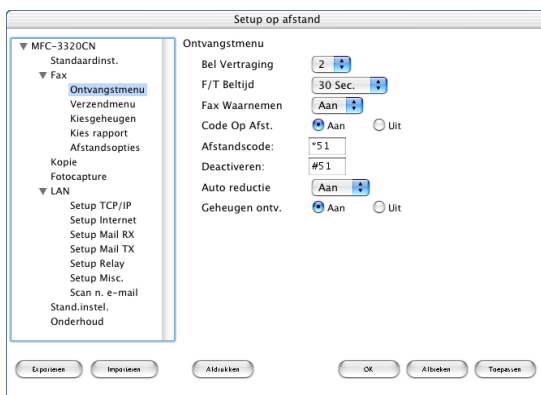 Setup op afstand
MFC-3320CN
Standaardinst.
Fax
Ontvangstmenu
Verzendmenu
Kiesgeheugen
Kies rapport
Afstandsopties
Kopie
Fotocapture
LAN
Setup TCP/IP
Setup Internet
Setup Mail RX
Setup Mail TX
Setup Relay
Setup Misc.
Scan n. e-mail
Stand.instel.
Onderhoud
Ontvangstmenu
Bel Vertraging 2
F/T Beltijd 30 Sec.
Fax Waarnemen Aan
Code Op Afst. Aan Uit
Afstandscode: *51
Deactiveren: #51
Auto reductie Aan
Geheugen ontv. Aan Uit
Exporteren Importeren Afdrukken OK Afbreken Toepassen